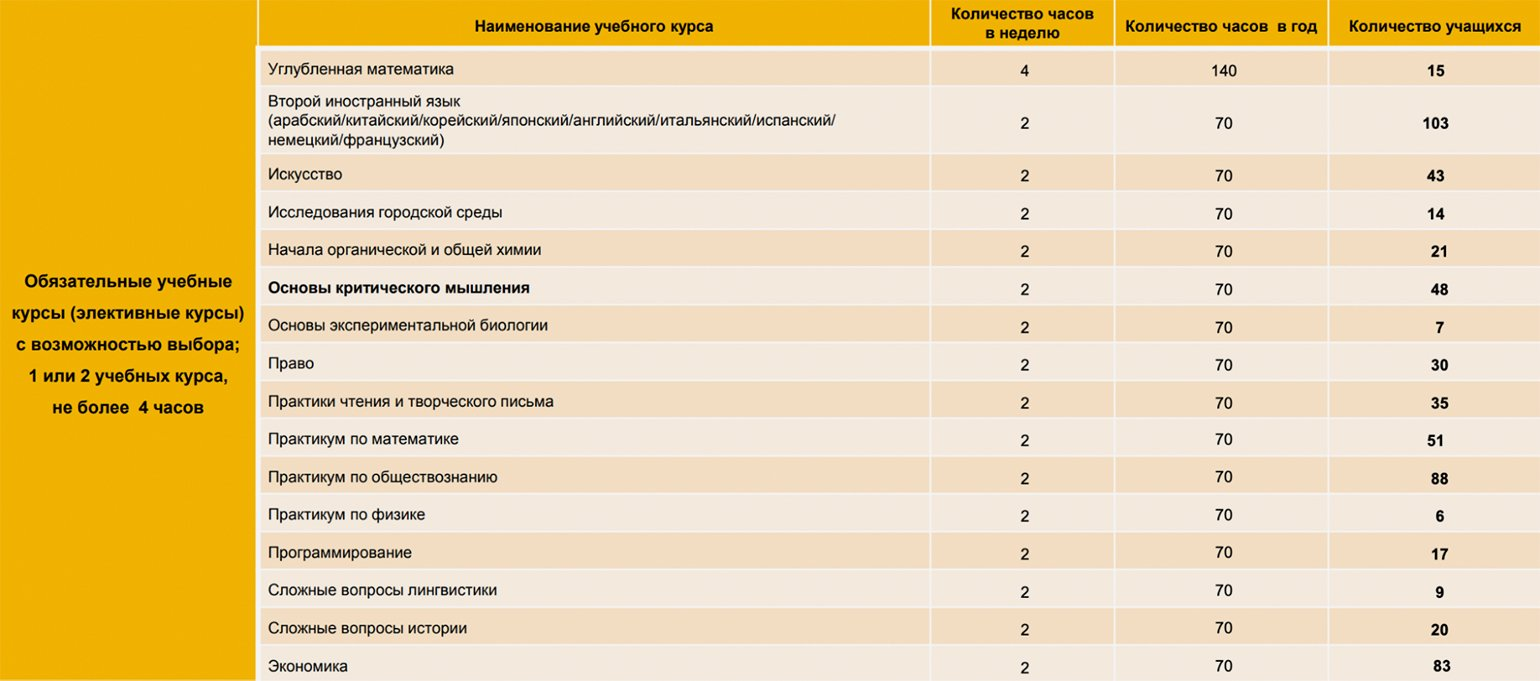 Наименование учебного курса
Количество часов
в неделю
Количество часов в год
Количество учащихся
Обязательные учебные
курсы (элективные курсы)
с возможностью выбора;
1 или 2 учебных курса,
не более 4 часов
Углубленная математика 4 140 15
Второй иностранный язык
(арабский/китайский/корейский/японский/английский/итальянский/испанский/
немецкий/французский)
2 70 103
Искусство 2 70 43
Исследования городской среды 2 70 14
Начала органической и общей химии 2 70 21
Основы критического мышления 2 70 48
Основы экспериментальной биологии 2 70 7
Право 2 70 30
Практики чтения и творческого письма 2 70 35
Практикум по математике 2 70 51
Практикум по обществознанию 2 70 88
Практикум по физике 2 70 6
Программирование 2 70 17
Сложные вопросы лингвистики 2 70 9
Сложные вопросы истории 2 70 20
Экономика 2 70 83